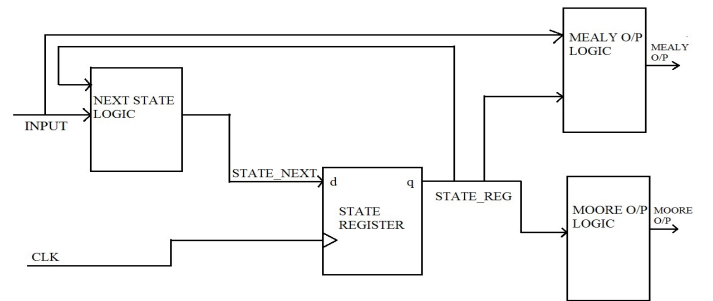 MEALY O/P
LOGIC
MEALY
O/P
NEXT STATE
LOGIC
INPUT
STATE_NEXT
d
q
STATE_REG
STATE
REGISTER
MOORE O/P
LOGIC
MOORE
O/P
CLK